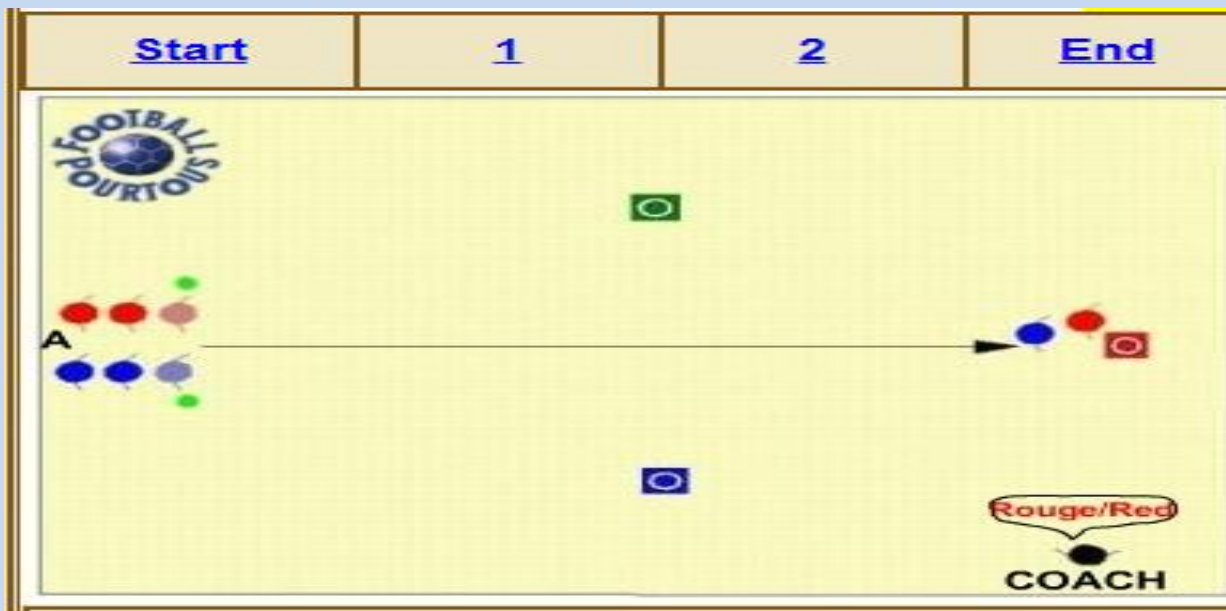 Start 1 2 End
FOOTBALL
POURTOUS
A
Rouge/Red
COACH